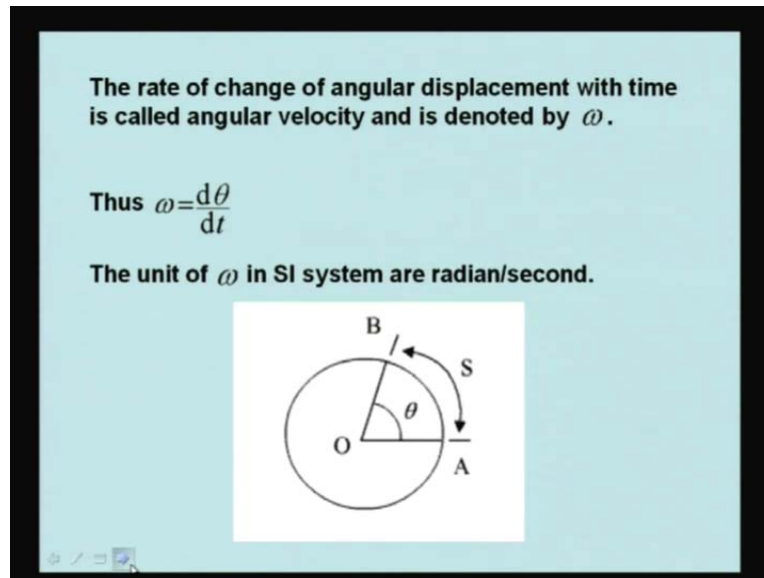 The rate of change of angular displacement with time
is called angular velocity and is denoted by ω.
Thus ω=dθ/dt
The unit of ω in SI system are radian/second.
B
S
θ
O
A